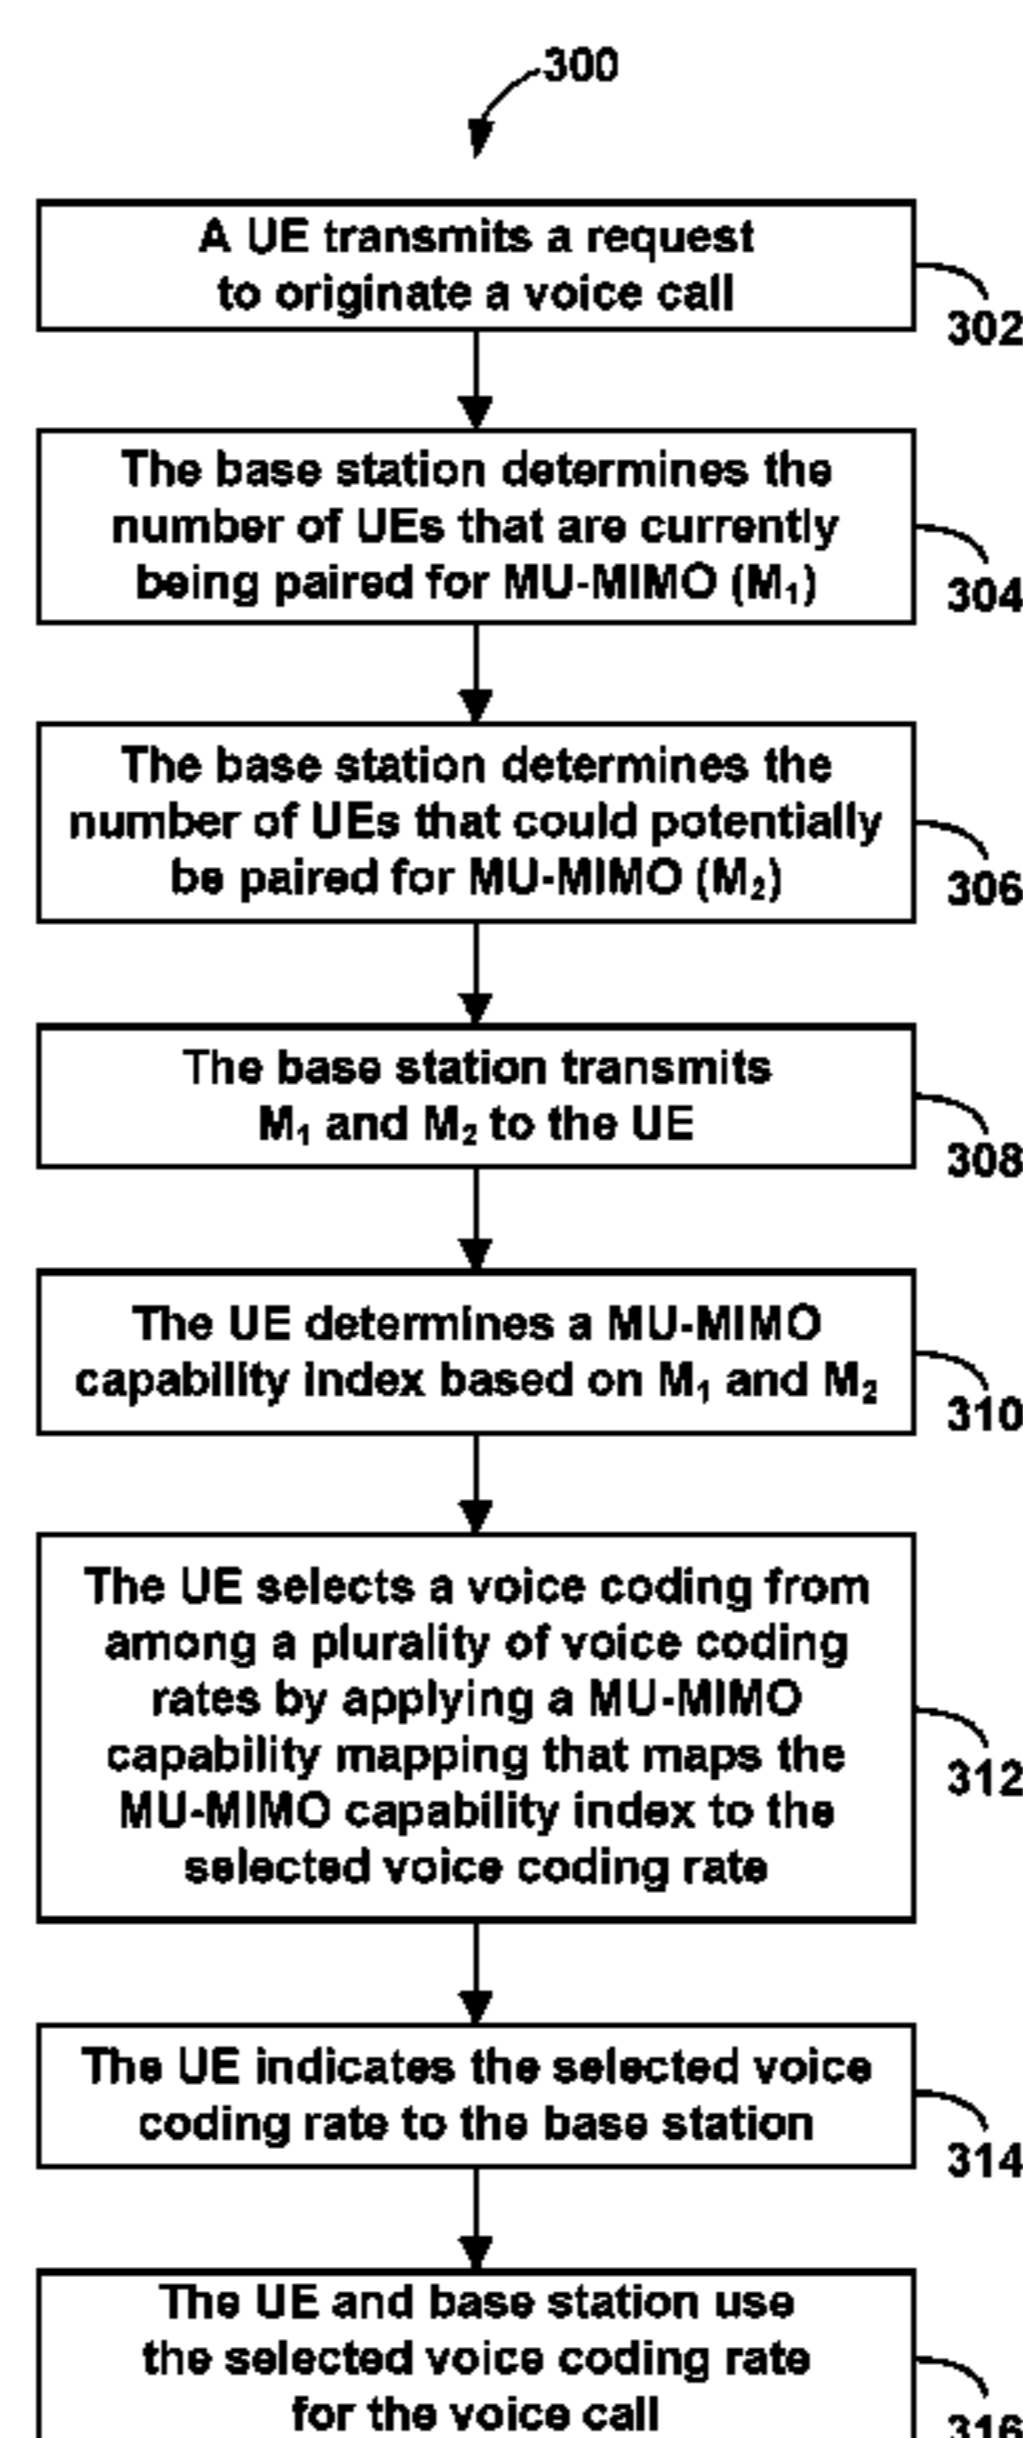 300
A UE transmits a request
to originate a voice call
302
The base station determines the
number of UEs that are currently
being paired for MU-MIMO (M₁)
304
The base station determines the
number of UEs that could potentially
be paired for MU-MIMO (M₂)
306
The base station transmits
M₁ and M₂ to the UE
308
The UE determines a MU-MIMO
capability index based on M₁ and M₂
310
The UE selects a voice coding from
among a plurality of voice coding
rates by applying a MU-MIMO
capability mapping that maps the
MU-MIMO capability index to the
selected voice coding rate
312
The UE indicates the selected voice
coding rate to the base station
314
The UE and base station use
the selected voice coding rate
for the voice call
316